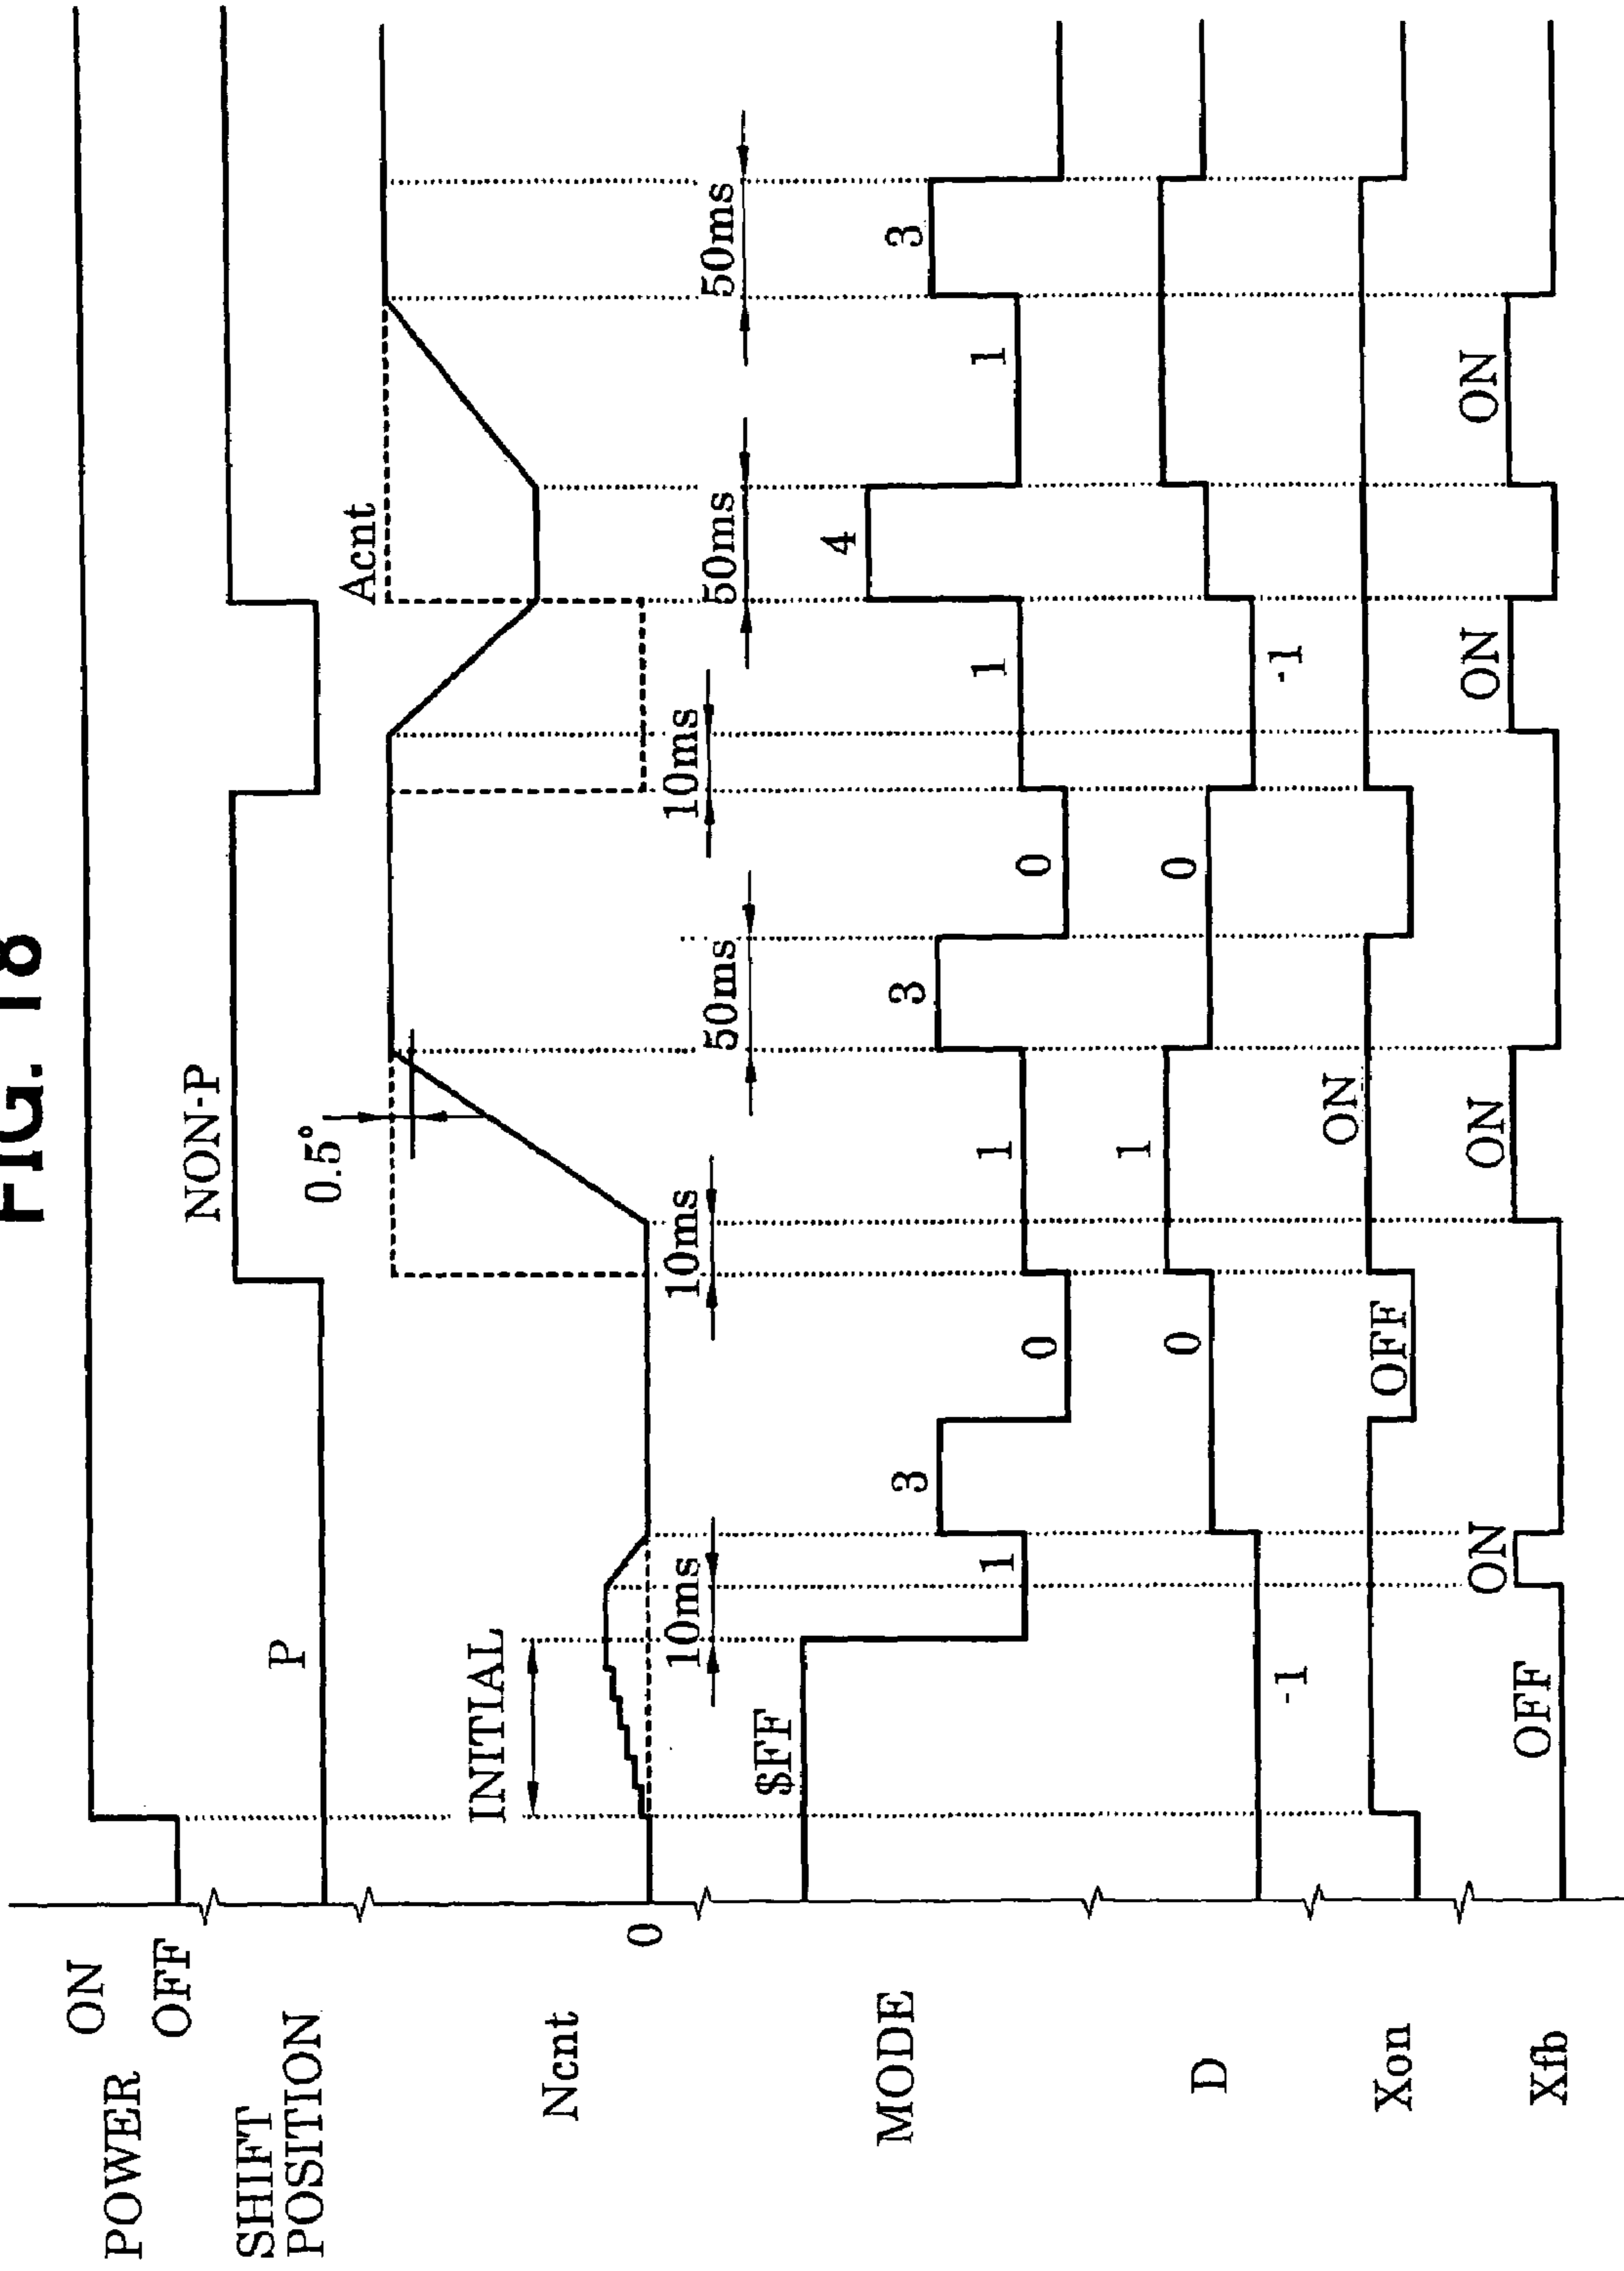 FIG. 18
POWER
ON
OFF
SHIFT
POSITION
P
NON-P
Ncnt
0
INITIAL
0.5°
Acnt
10ms
10ms
50ms
10ms
50ms
50ms
MODE
$FF
1
3
0
1
3
0
1
4
1
3
D
-1
0
1
0
-1
Xon
OFF
ON
Xfb
OFF
ON
ON
ON
ON